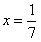 x = 1/7